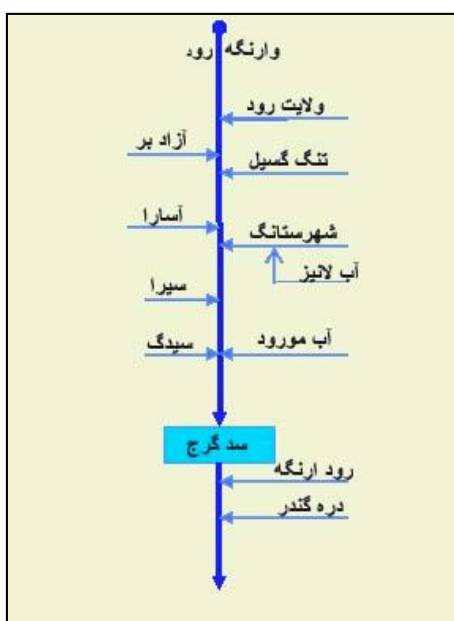 وارنگه رود
ولایت رود
آزاد بر
تنگ گسیل
آسارا
شهرستانگ
آب لانیز
سیرا
آب مورود
سیدگ
سد گرج
رود ارنگه
دره گندر